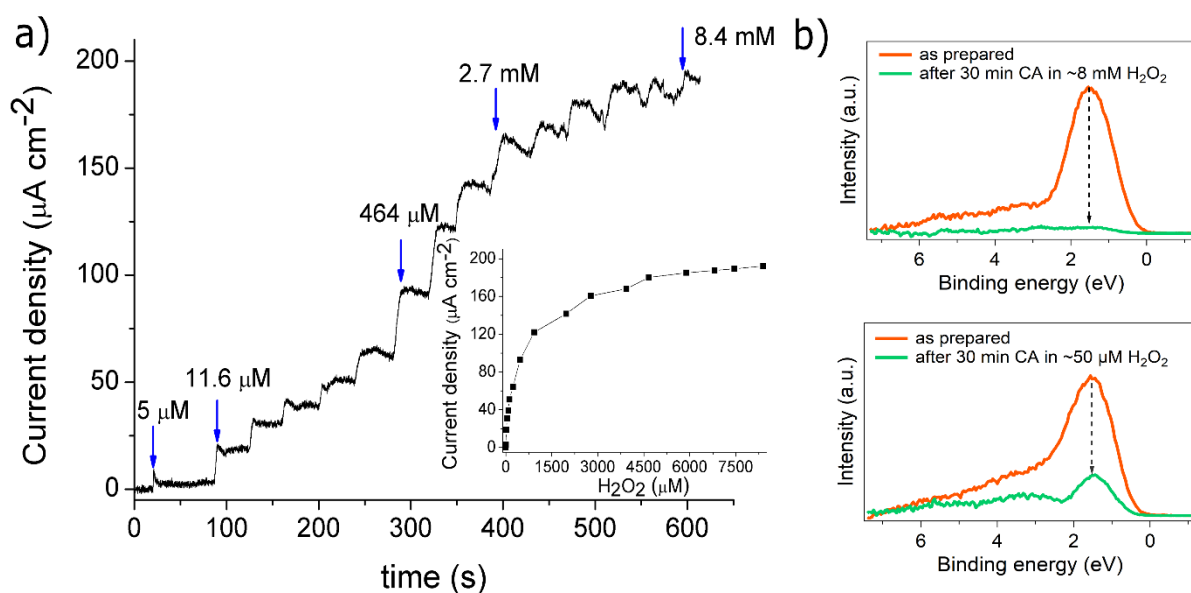 a)
200
150
100
50
0
Current density (μA cm⁻²)
5 μM
11.6 μM
464 μM
2.7 mM
8.4 mM
0 100 200 300 400 500 600
time (s)
200
160
120
80
40
0
Current density (μA cm⁻²)
0 1500 3000 4500 6000 7500
H₂O₂ (μM)
b)
as prepared
after 30 min CA in ~8 mM H₂O₂
Intensity (a.u.)
6 4 2 0
Binding energy (eV)
as prepared
after 30 min CA in ~50 μM H₂O₂
Intensity (a.u.)
6 4 2 0
Binding energy (eV)